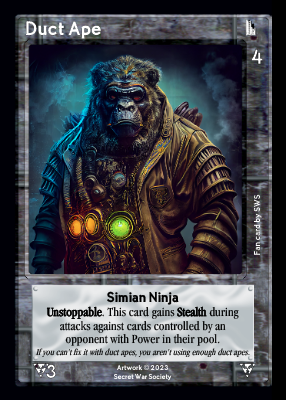 Duct Ape
4
Fan card by SWS
Simian Ninja
Unstoppable. This card gains Stealth during
attacks against cards controlled by an
opponent with Power in their pool.
If you can't fix it with duct apes, you aren't using enough duct apes.
3
Artwork © 2023
Secret War Society